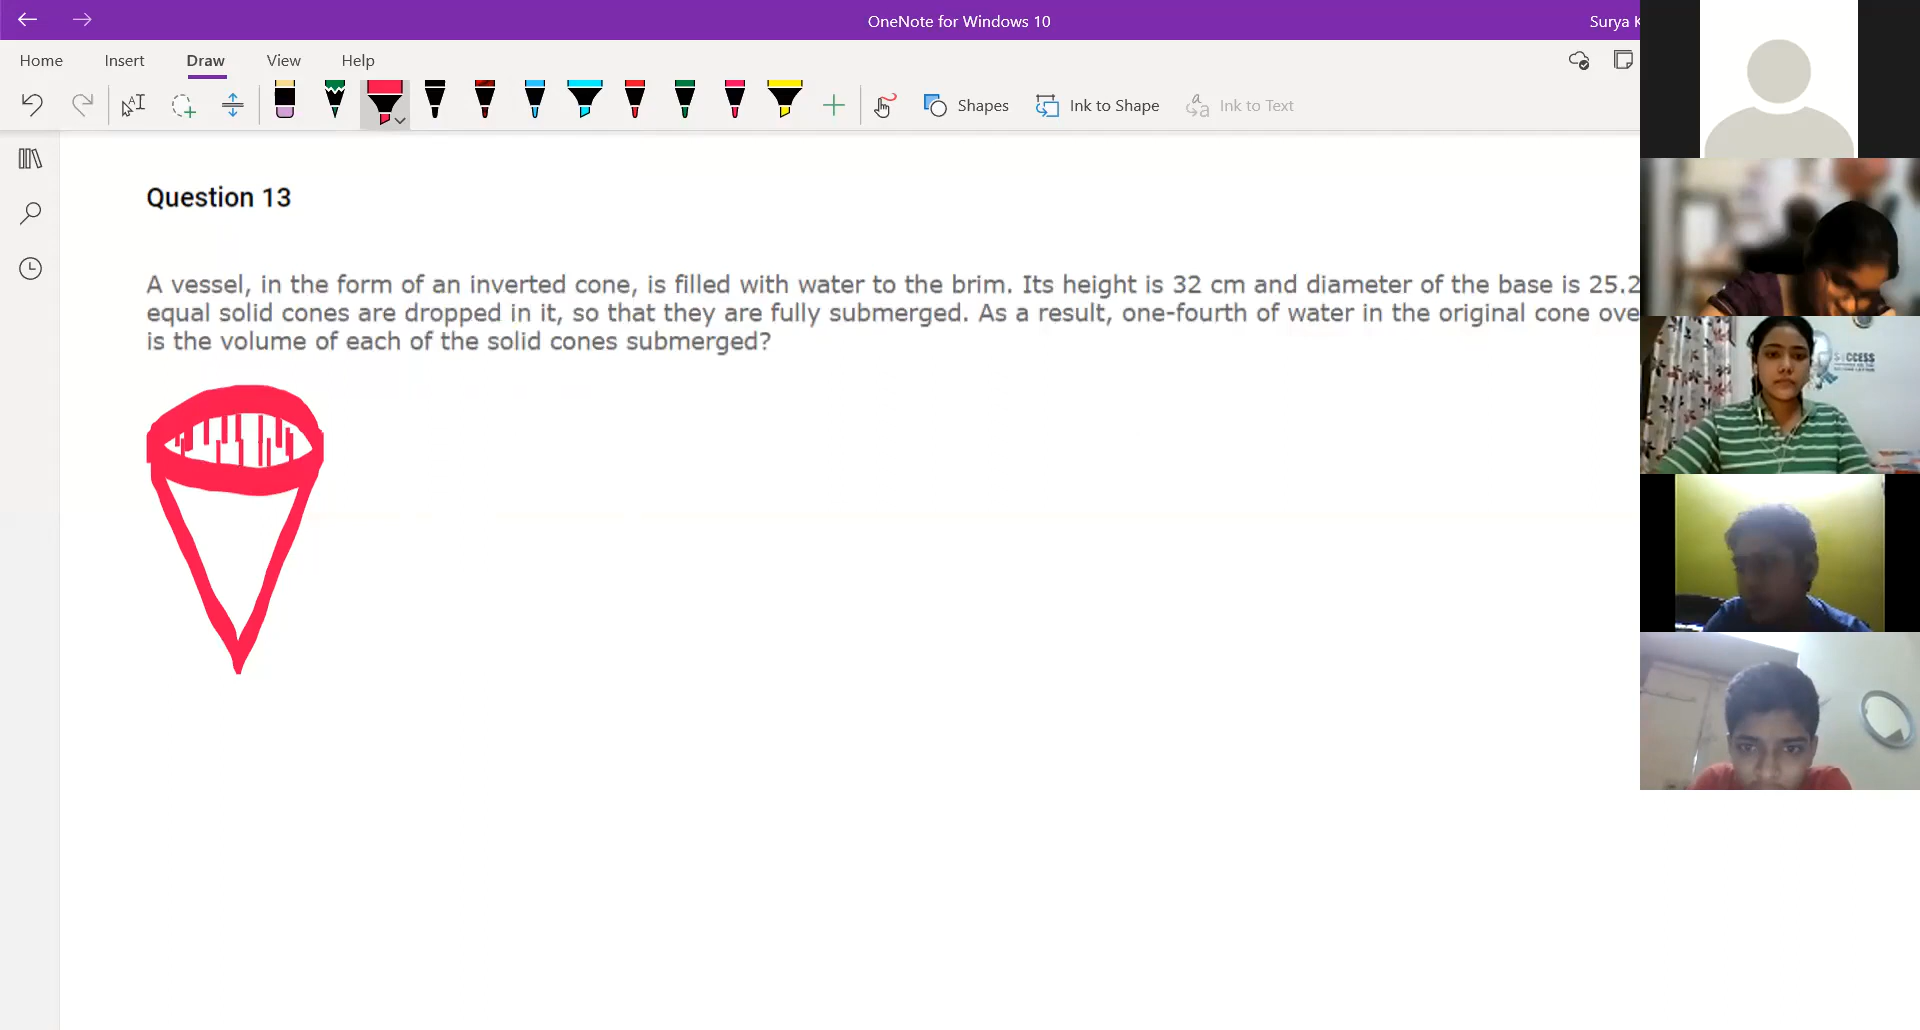 OneNote for Windows 10
Surya K
Home Insert Draw View Help
Shapes Ink to Shape Ink to Text
Question 13
A vessel, in the form of an inverted cone, is filled with water to the brim. Its height is 32 cm and diameter of the base is 25.2
equal solid cones are dropped in it, so that they are fully submerged. As a result, one-fourth of water in the original cone ove
is the volume of each of the solid cones submerged?
SUCCESS